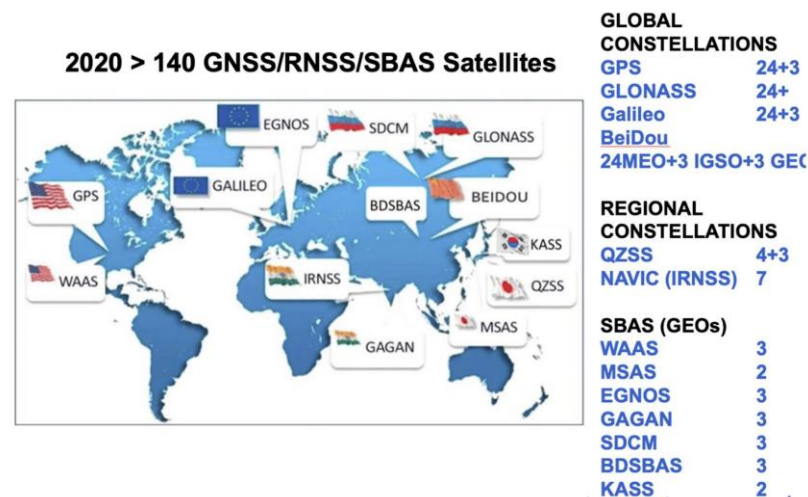 2020 > 140 GNSS/RNSS/SBAS Satellites
EGNOS
SDCM
GLONASS
GPS
GALILEO
BDSBAS
BEIDOU
KASS
WAAS
IRNSS
QZSS
MSAS
GAGAN
GLOBAL
CONSTELLATIONS
GPS 24+3
GLONASS 24+
Galileo 24+3
BeiDou
24MEO+3 IGSO+3 GEO
REGIONAL
CONSTELLATIONS
QZSS 4+3
NAVIC (IRNSS) 7
SBAS (GEOs)
WAAS 3
MSAS 2
EGNOS 3
GAGAN 3
SDCM 3
BDSBAS 3
KASS 2